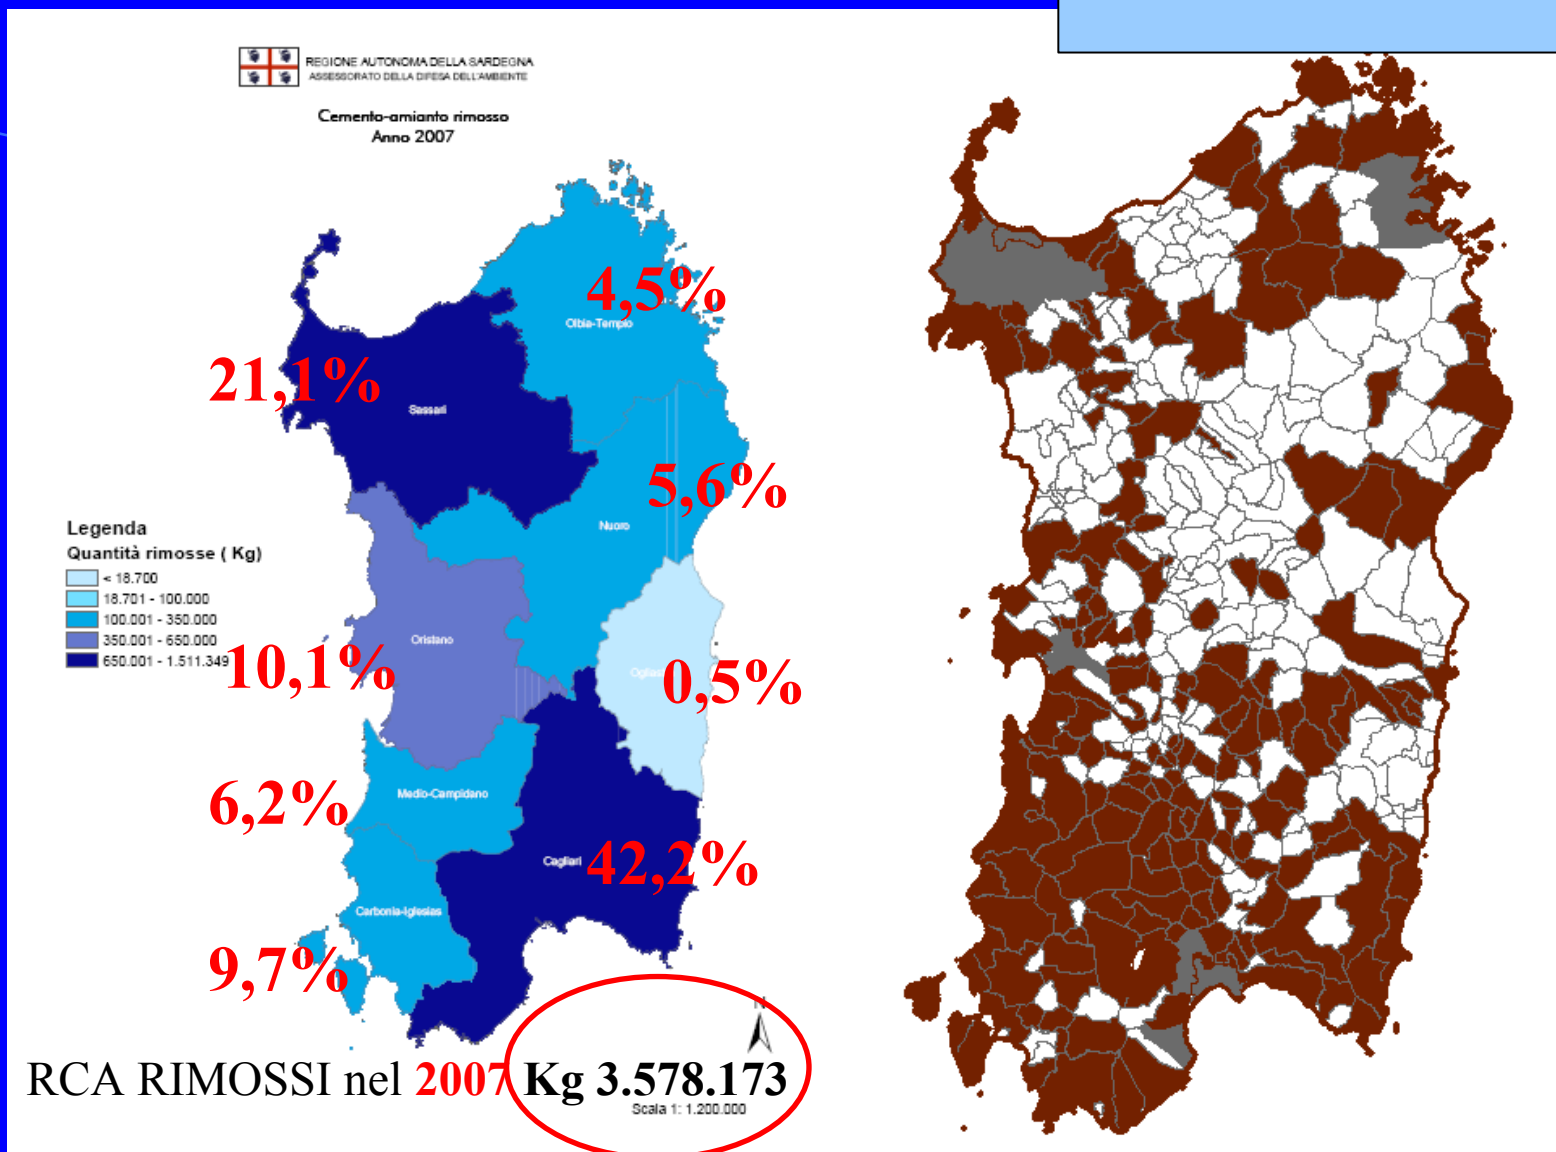 REGIONE AUTONOMA DELLA SARDEGNA
ASSESSORATO DELLA DIFESA DELL'AMBIENTE
Cemento-amianto rimosso
Anno 2007
4,5%
Olbia-Tempio
21,1%
Sassari
5,6%
Nuoro
Legenda
Quantità rimosse ( Kg)
< 18.700
18.701 - 100.000
100.001 - 350.000
350.001 - 650.000
650.001 - 1.511.349
Oristano
10,1%
0,5%
6,2%
Medio-Campidano
Cagliari
42,2%
Carbonia-Iglesias
9,7%
N
RCA RIMOSSI nel 2007 Kg 3.578.173
Scala 1: 1.200.000